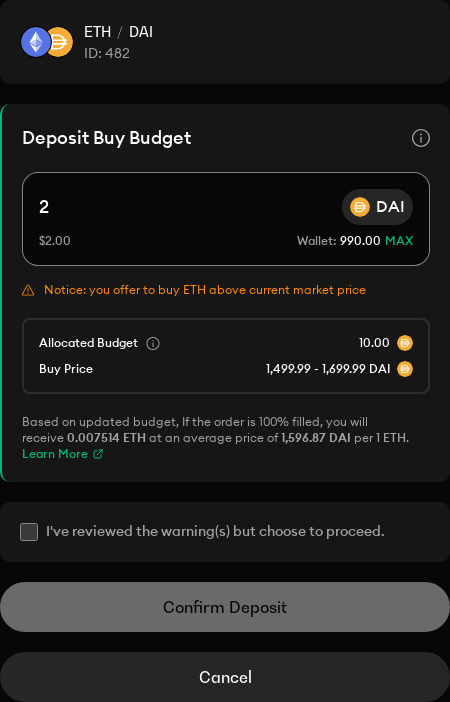 ETH / DAI
ID: 482
Deposit Buy Budget
2
DAI
$2.00
Wallet: 990.00 MAX
Notice: you offer to buy ETH above current market price
Allocated Budget 10.00
Buy Price 1,499.99 - 1,699.99 DAI
Based on updated budget, If the order is 100% filled, you will
receive 0.007514 ETH at an average price of 1,596.87 DAI per 1 ETH.
Learn More
I've reviewed the warning(s) but choose to proceed.
Confirm Deposit
Cancel